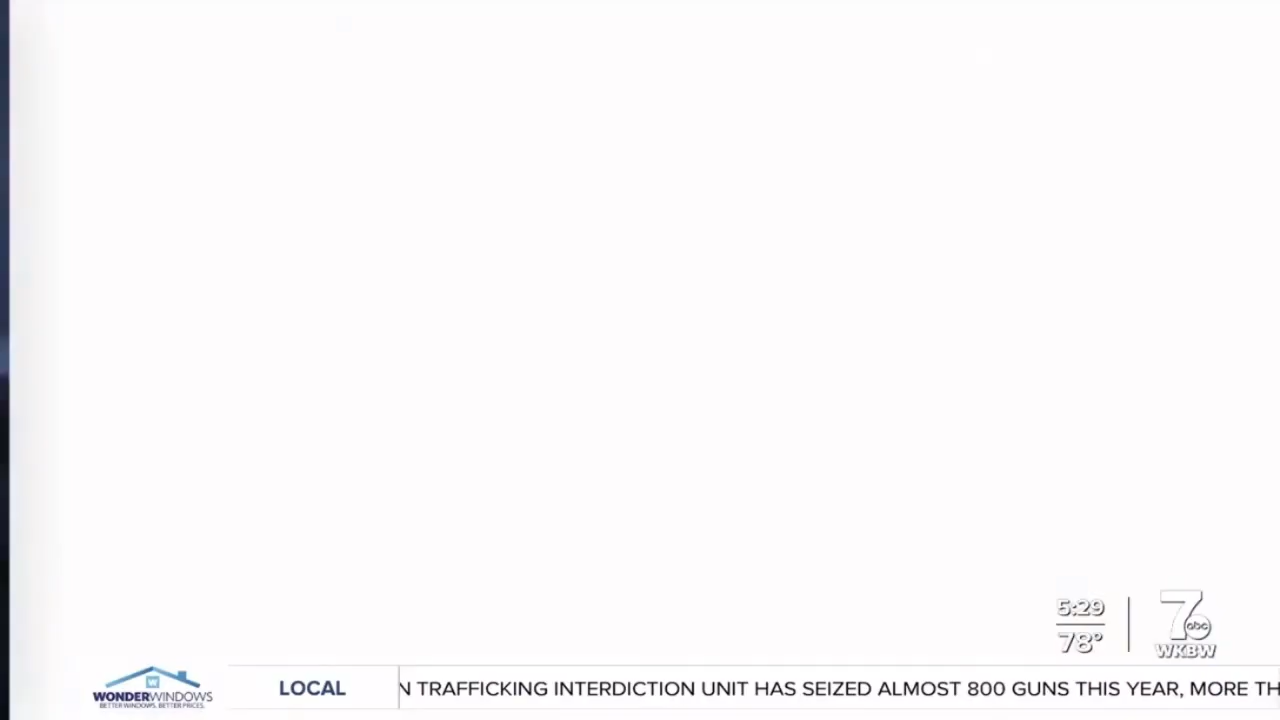 5:29
78°
7
abc
WKBW
W
WONDERWINDOWS
BETTER WINDOWS. BETTER PRICES.
LOCAL
N TRAFFICKING INTERDICTION UNIT HAS SEIZED ALMOST 800 GUNS THIS YEAR, MORE TH